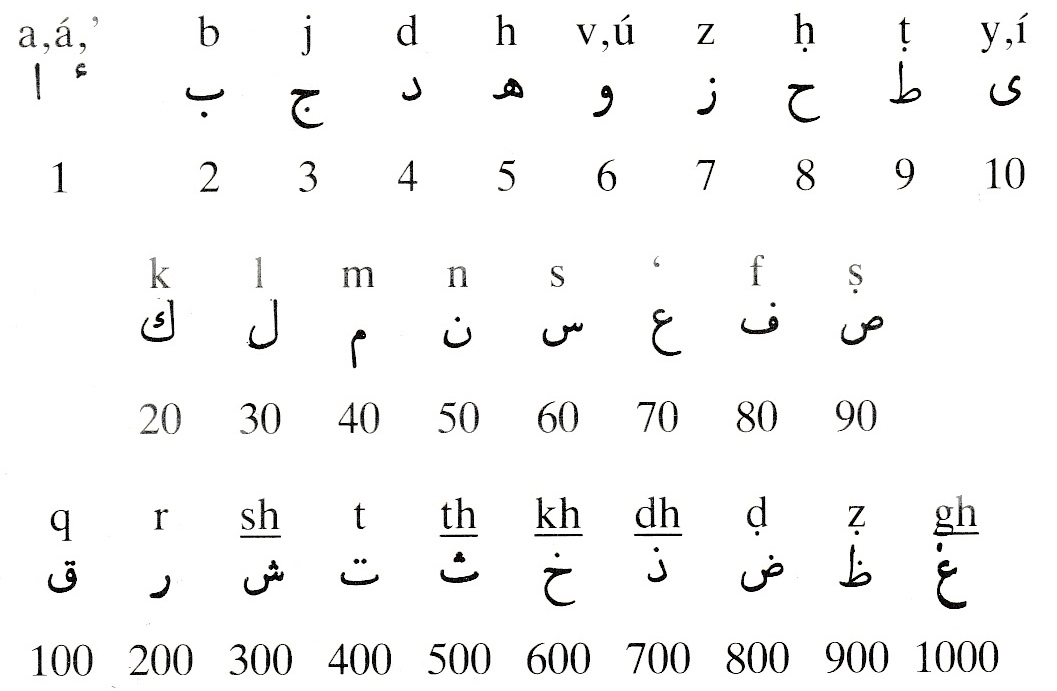 a,á,’ b j d h v,ú z ḥ ṭ y,í
ا ء ب ج د ه و ز ح ط ى
1 2 3 4 5 6 7 8 9 10
k l m n s ‘ f ṣ
ك ل م ن س ع ف ص
20 30 40 50 60 70 80 90
q r sh t th kh dh ḍ ẓ gh
ق ر ش ت ث خ ذ ض ظ غ
100 200 300 400 500 600 700 800 900 1000